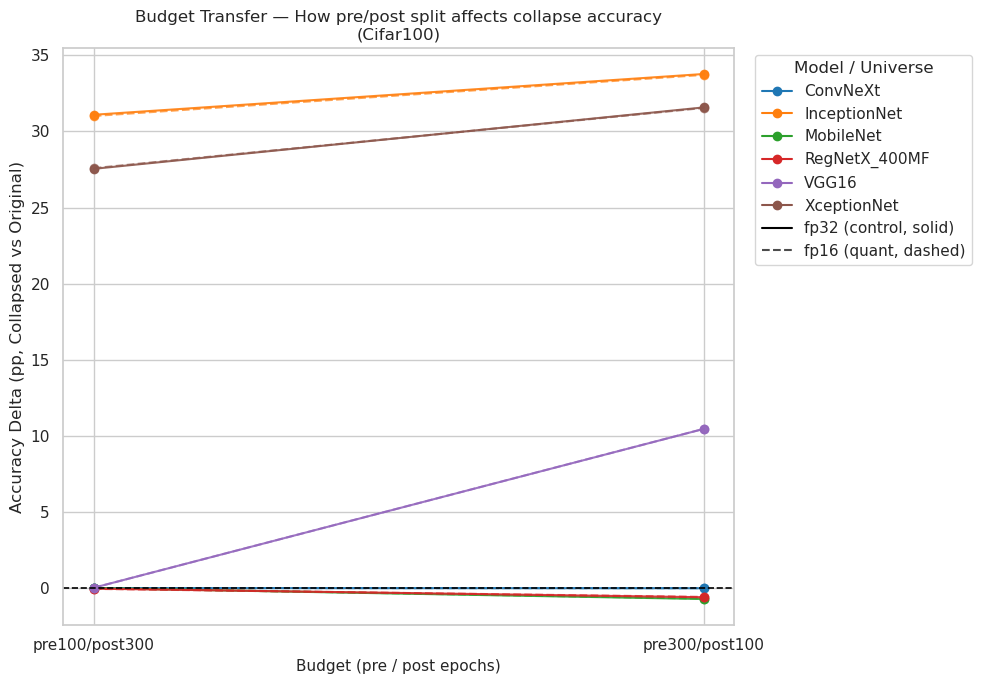 Budget Transfer — How pre/post split affects collapse accuracy
(Cifar100)
Accuracy Delta (pp, Collapsed vs Original)
35
30
25
20
15
10
5
0
pre100/post300
pre300/post100
Budget (pre / post epochs)
Model / Universe
ConvNeXt
InceptionNet
MobileNet
RegNetX_400MF
VGG16
XceptionNet
fp32 (control, solid)
fp16 (quant, dashed)